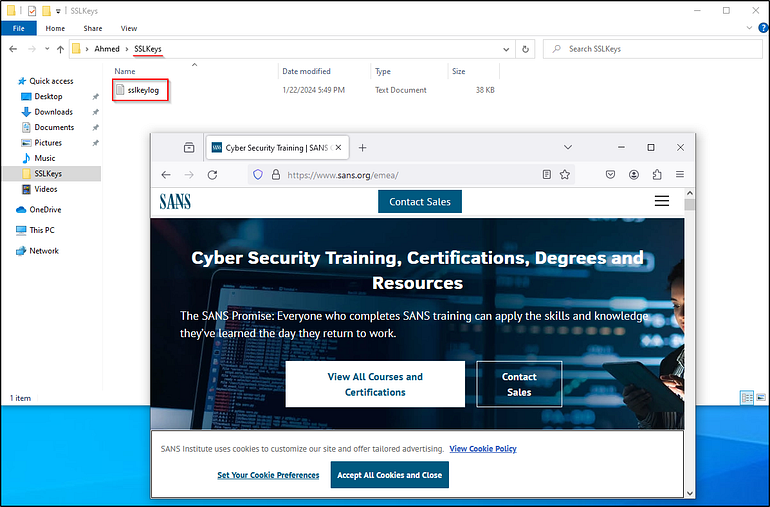 SSLKeys
File Home Share View
Ahmed > SSLKeys
Search SSLKeys
Name Date modified Type Size
sslkeylog 1/22/2024 5:49 PM Text Document 38 KB
Quick access
Desktop
Downloads
Documents
Pictures
Music
SSLKeys
Videos
OneDrive
This PC
Network
1 item
SANS Cyber Security Training | SANS
https://www.sans.org/emea/
SANS
Contact Sales
Cyber Security Training, Certifications, Degrees and
Resources
The SANS Promise: Everyone who completes SANS training can apply the skills and knowledge
they've learned the day they return to work.
View All Courses and
Certifications
Contact
Sales
SANS Institute uses cookies to customize our site and offer tailored advertising. View Cookie Policy
Set Your Cookie Preferences
Accept All Cookies and Close